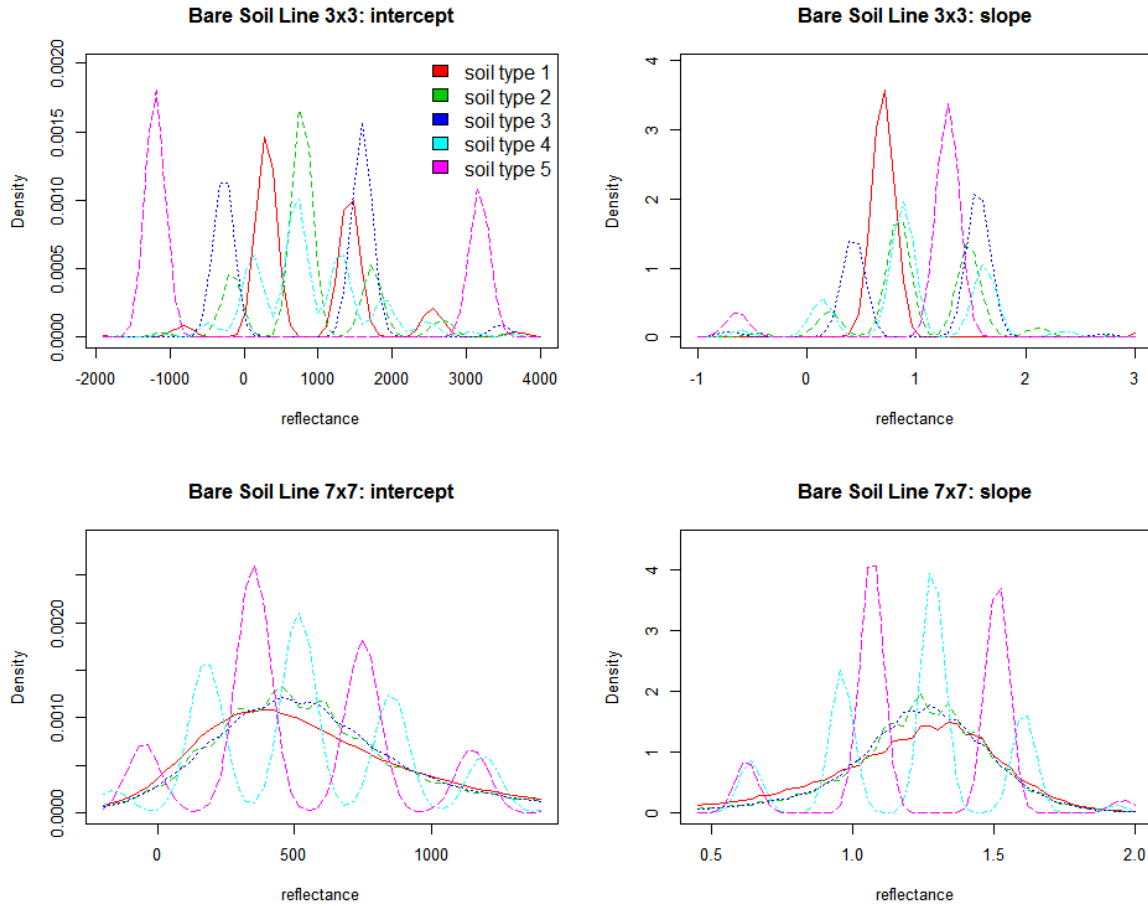 Bare Soil Line 3x3: intercept
Density
0.0000 0.0005 0.0010 0.0015 0.0020
soil type 1
soil type 2
soil type 3
soil type 4
soil type 5
-2000 -1000 0 1000 2000 3000 4000
reflectance
Bare Soil Line 3x3: slope
Density
0 1 2 3 4
-1 0 1 2 3
reflectance
Bare Soil Line 7x7: intercept
Density
0.0000 0.0010 0.0020
0 500 1000
reflectance
Bare Soil Line 7x7: slope
Density
0 1 2 3 4
0.5 1.0 1.5 2.0
reflectance